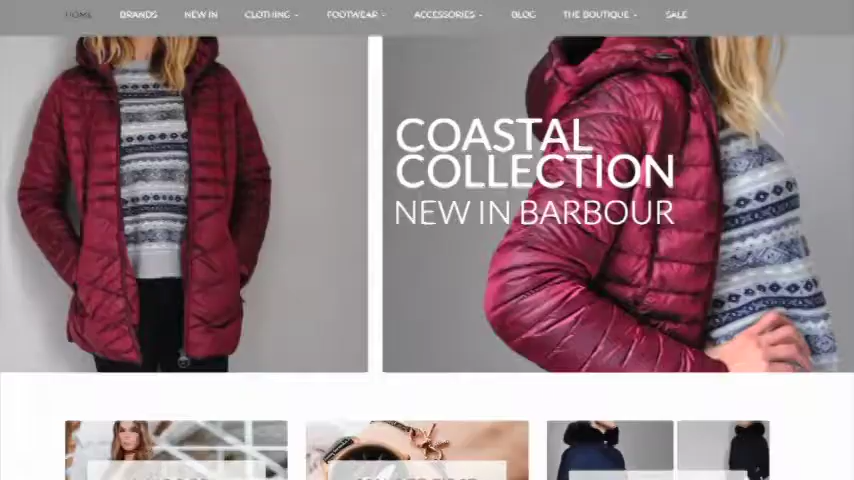 HOME BRANDS NEW IN CLOTHING FOOTWEAR ACCESSORIES BLOG THE BOUTIQUE SALE
COASTAL
COLLECTION
NEW IN BARBOUR